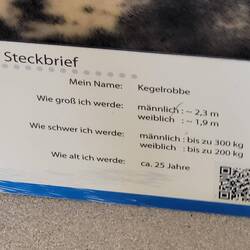 Steckbrief
Mein Name: Kegelrobbe
Wie groß ich werde: männlich : ~ 2,3 m
weiblich : ~ 1,9 m
Wie schwer ich werde: männlich : bis zu 300 kg
weiblich : bis zu 200 kg
Wie alt ich werde: ca. 25 Jahre